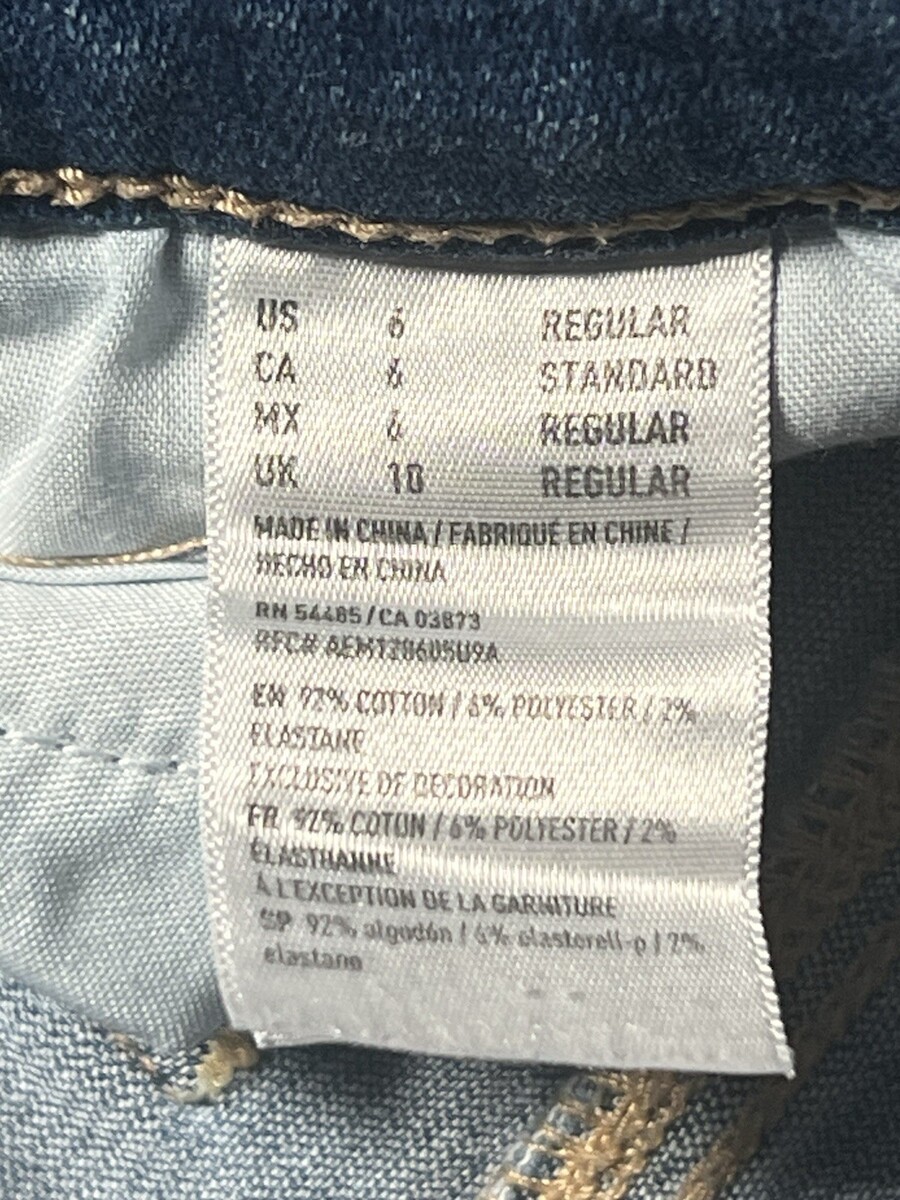 US 6 REGULAR
CA 6 STANDARD
MX 6 REGULAR
UK 10 REGULAR
MADE IN CHINA / FABRIQUÉ EN CHINE /
HECHO EN CHINA
RN 54485 / CA 03873
RFC# AEM120605U9A
EN 92% COTTON / 6% POLYESTER / 2%
ELASTANE
EXCLUSIVE OF DECORATION
FR 92% COTON / 6% POLYESTER / 2%
ÉLASTHANNE
À L'EXCEPTION DE LA GARNITURE
SP 92% algodón / 6% elasterell-p / 2%
elastano